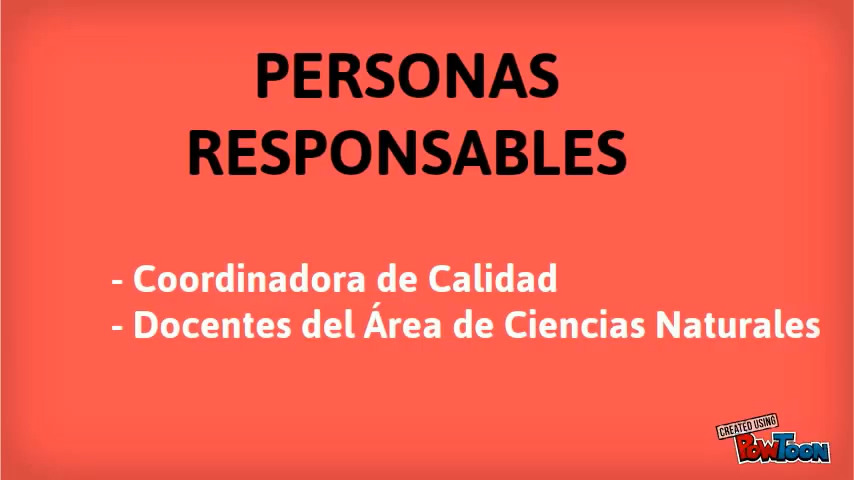 PERSONAS
RESPONSABLES
- Coordinadora de Calidad
- Docentes del Área de Ciencias Naturales
CREATED USING
POWTOON